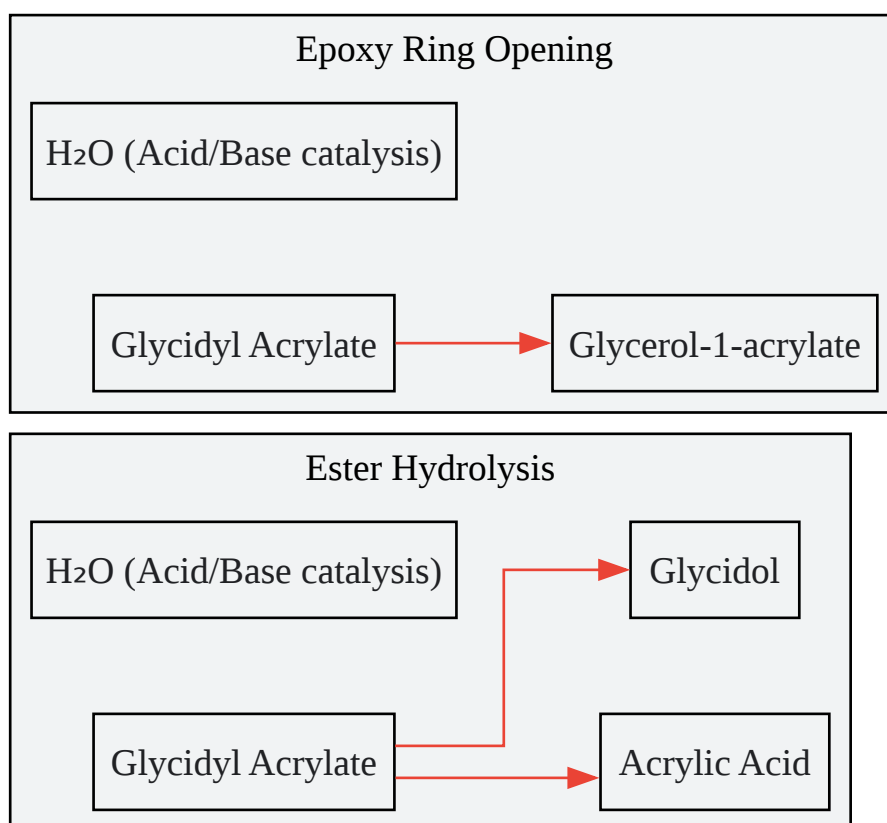 Epoxy Ring Opening
H₂O (Acid/Base catalysis)
Glycidyl Acrylate
Glycerol-1-acrylate
Ester Hydrolysis
H₂O (Acid/Base catalysis)
Glycidol
Glycidyl Acrylate
Acrylic Acid